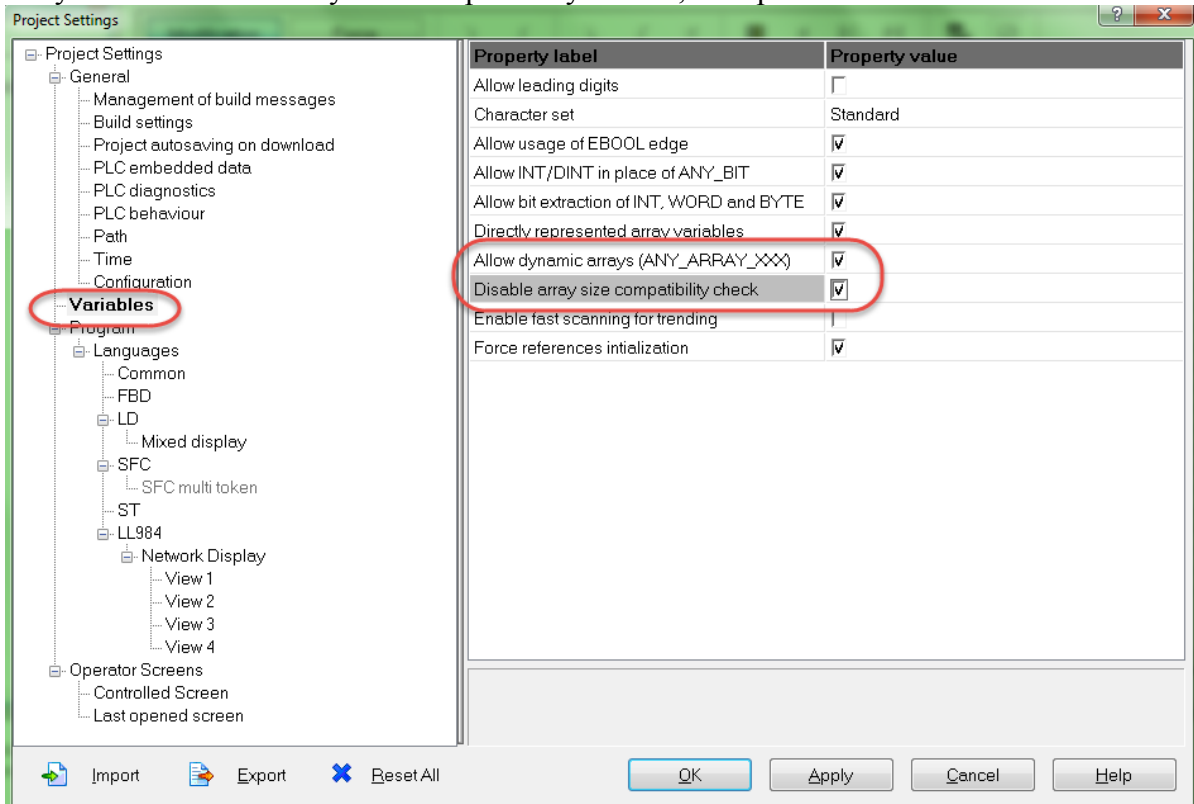 Project Settings
Project Settings
General
Management of build messages
Build settings
Project autosaving on download
PLC embedded data
PLC diagnostics
PLC behaviour
Path
Time
Configuration
Variables
Program
Languages
Common
FBD
LD
Mixed display
SFC
SFC multi token
ST
LL984
Network Display
View 1
View 2
View 3
View 4
Operator Screens
Controlled Screen
Last opened screen
Property label Property value
Allow leading digits
Character set Standard
Allow usage of EBOOL edge
Allow INT/DINT in place of ANY_BIT
Allow bit extraction of INT, WORD and BYTE
Directly represented array variables
Allow dynamic arrays (ANY_ARRAY_XXX)
Disable array size compatibility check
Enable fast scanning for trending
Force references intialization
Import Export Reset All OK Apply Cancel Help